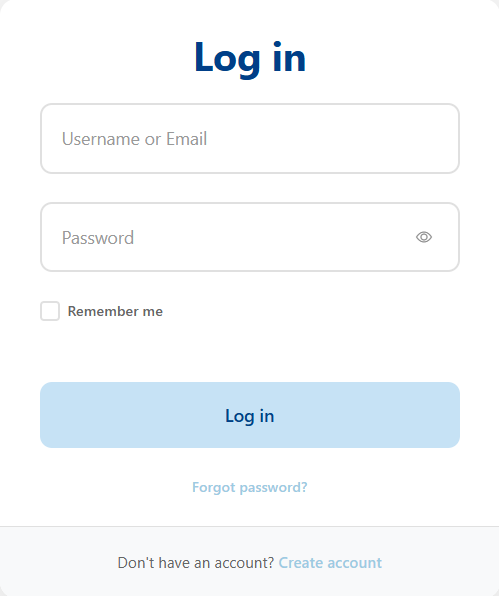 Log in
Username or Email
Password
Remember me
Log in
Forgot password?
Don't have an account? Create account